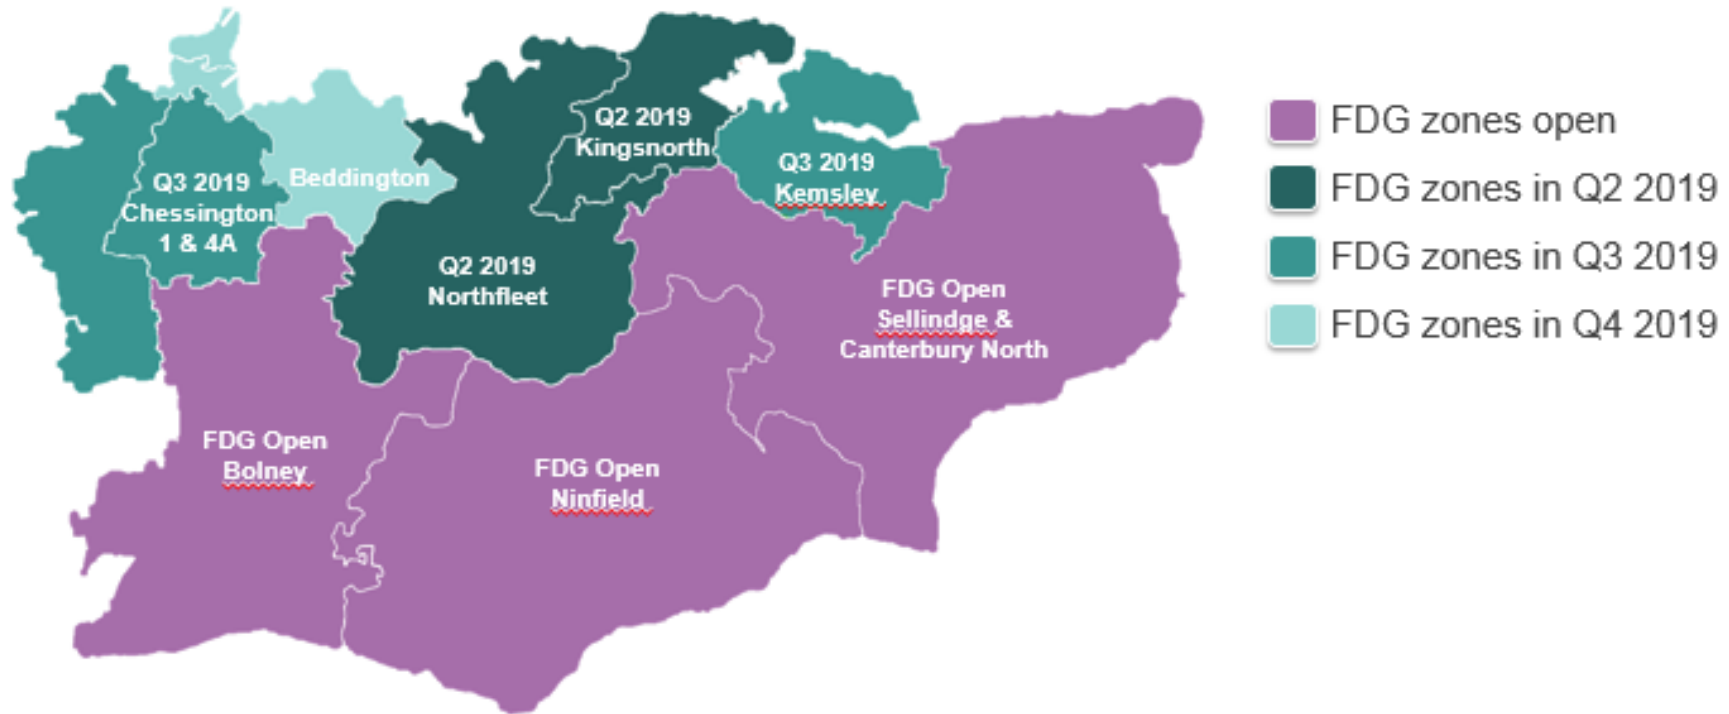 Q2 2019
Kingsnorth
Q3 2019
Kemsley
Beddington
Q3 2019
Chessington
1 & 4A
Q2 2019
Northfleet
FDG Open
Sellindge &
Canterbury North
FDG Open
Bolney
FDG Open
Ninfield
FDG zones open
FDG zones in Q2 2019
FDG zones in Q3 2019
FDG zones in Q4 2019